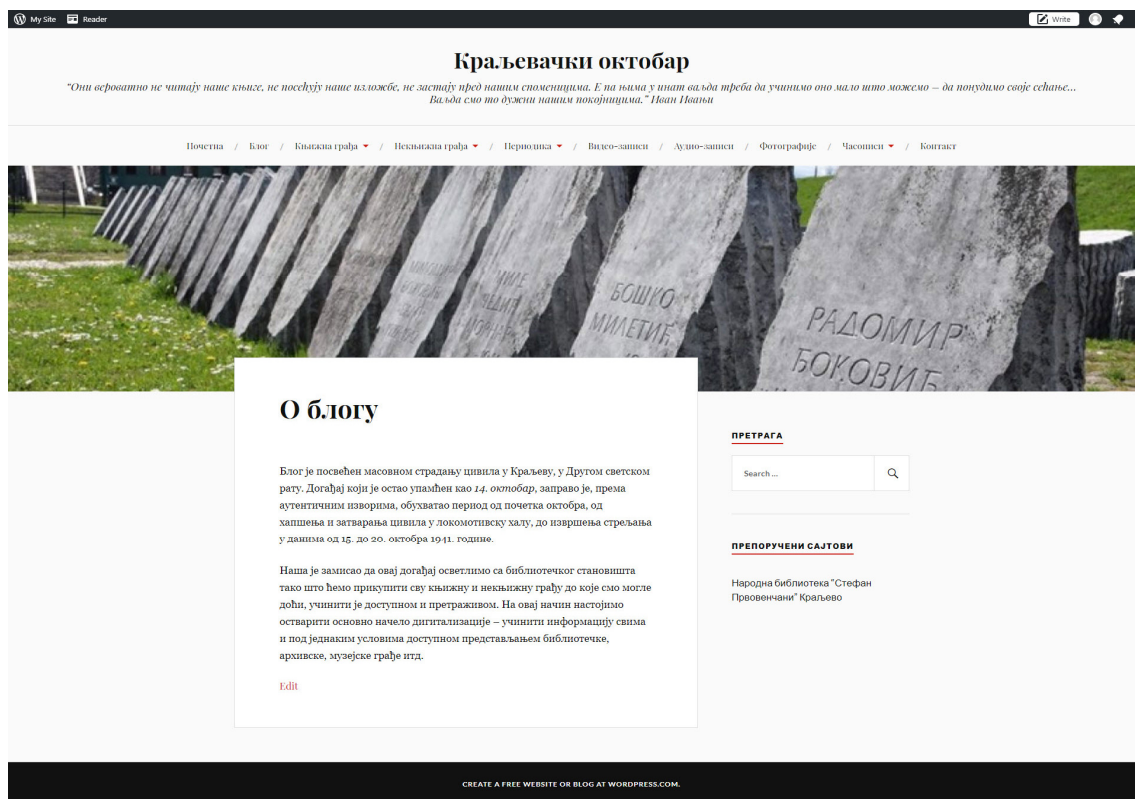 My Site Reader Write
Краљевачки октобар
"Они вероватно не читају наше књиге, не посећују наше изложбе, не застају пред нашим споменицима. Е па њима у инат ваљда треба да учинимо оно мало што можемо – да понудимо своје сећање...
Ваљда смо то дужни нашим покојницима." Иван Ивањи
Почетна / Блог / Књижна грађа / Некњижна грађа / Периодика / Видео-записи / Аудио-записи / Фотографије / Часописи / Контакт
БОШКО
МИЛЕТИЋ
РАДОМИР
ЂОКОВИЋ
О блогу
Блог је посвећен масовном страдању цивила у Краљеву, у Другом светском
рату. Догађај који је остао упамћен као 14. октобар, заправо је, према
аутентичним изворима, обухватао период од почетка октобра, од
хапшења и затварања цивила у локомотивску халу, до извршења стрељања
у данима од 15. до 20. октобра 1941. године.
Наша је замисао да овај догађај осветлимо са библиотечког становишта
тако што ћемо прикупити сву књижну и некњижну грађу до које смо могле
доћи, учинити је доступном и претраживом. На овај начин настојимо
остварити основно начело дигитализације – учинити информацију свима
и под једнаким условима доступном представљањем библиотечке,
архивске, музејске грађе итд.
Edit
ПРЕТРАГА
Search ...
ПРЕПОРУЧЕНИ САЈТОВИ
Народна библиотека "Стефан
Првовенчани" Краљево
CREATE A FREE WEBSITE OR BLOG AT WORDPRESS.COM.